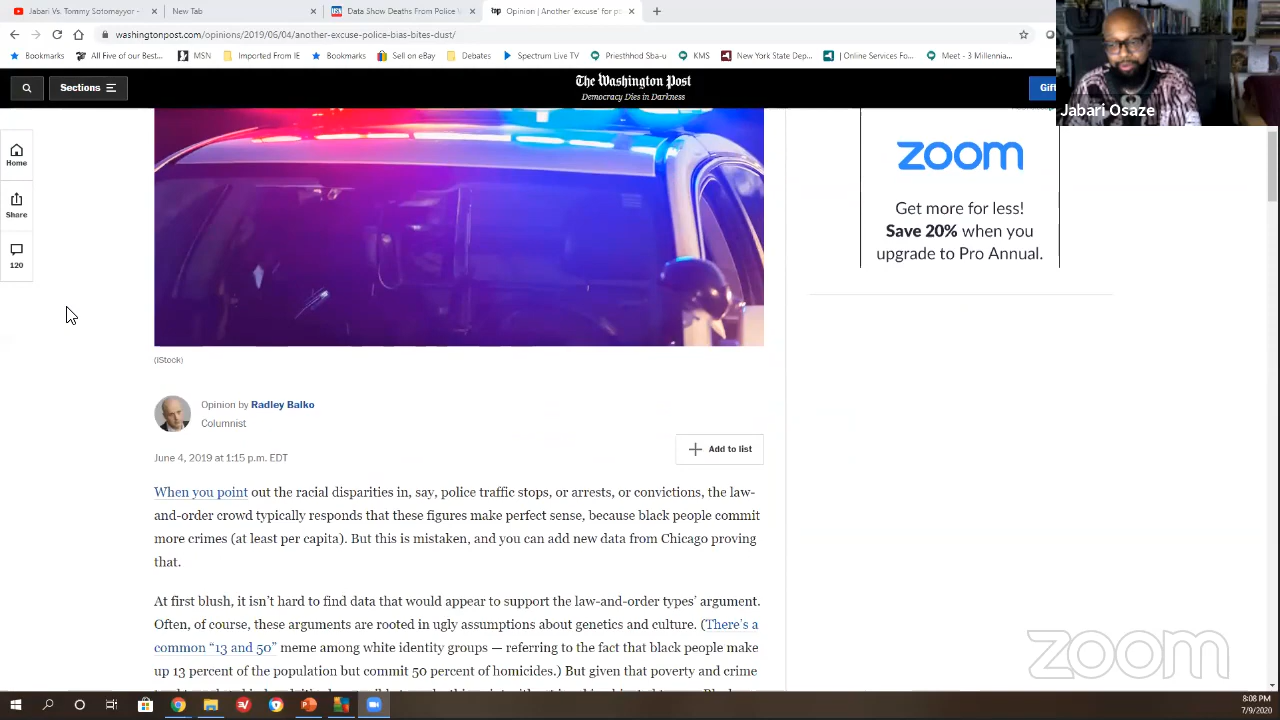 Jabari Vs. Tommy Sotomayor -
New Tab
Data Show Deaths From Police
Opinion | Another 'excuse' for p
washingtonpost.com/opinions/2019/06/04/another-excuse-police-bias-bites-dust/
Bookmarks
All Five of our Best...
MSN
Imported From IE
Bookmarks
Sell on eBay
Debates
Spectrum Live TV
Priesthhod Sba-u
KMS
New York State Dep...
| Online Services Fo...
Meet - 3 Millennia...
Sections
The Washington Post
Democracy Dies in Darkness
Gift
Jabari Osaze
Home
Share
120
zoom
Get more for less!
Save 20% when you
upgrade to Pro Annual.
(iStock)
Opinion by Radley Balko
Columnist
June 4, 2019 at 1:15 p.m. EDT
Add to list
When you point out the racial disparities in, say, police traffic stops, or arrests, or convictions, the law-
and-order crowd typically responds that these figures make perfect sense, because black people commit
more crimes (at least per capita). But this is mistaken, and you can add new data from Chicago proving
that.
At first blush, it isn't hard to find data that would appear to support the law-and-order types' argument.
Often, of course, these arguments are rooted in ugly assumptions about genetics and culture. (There's a
common "13 and 50" meme among white identity groups — referring to the fact that black people make
up 13 percent of the population but commit 50 percent of homicides.) But given that poverty and crime
zoom
8:08 PM
7/9/2020